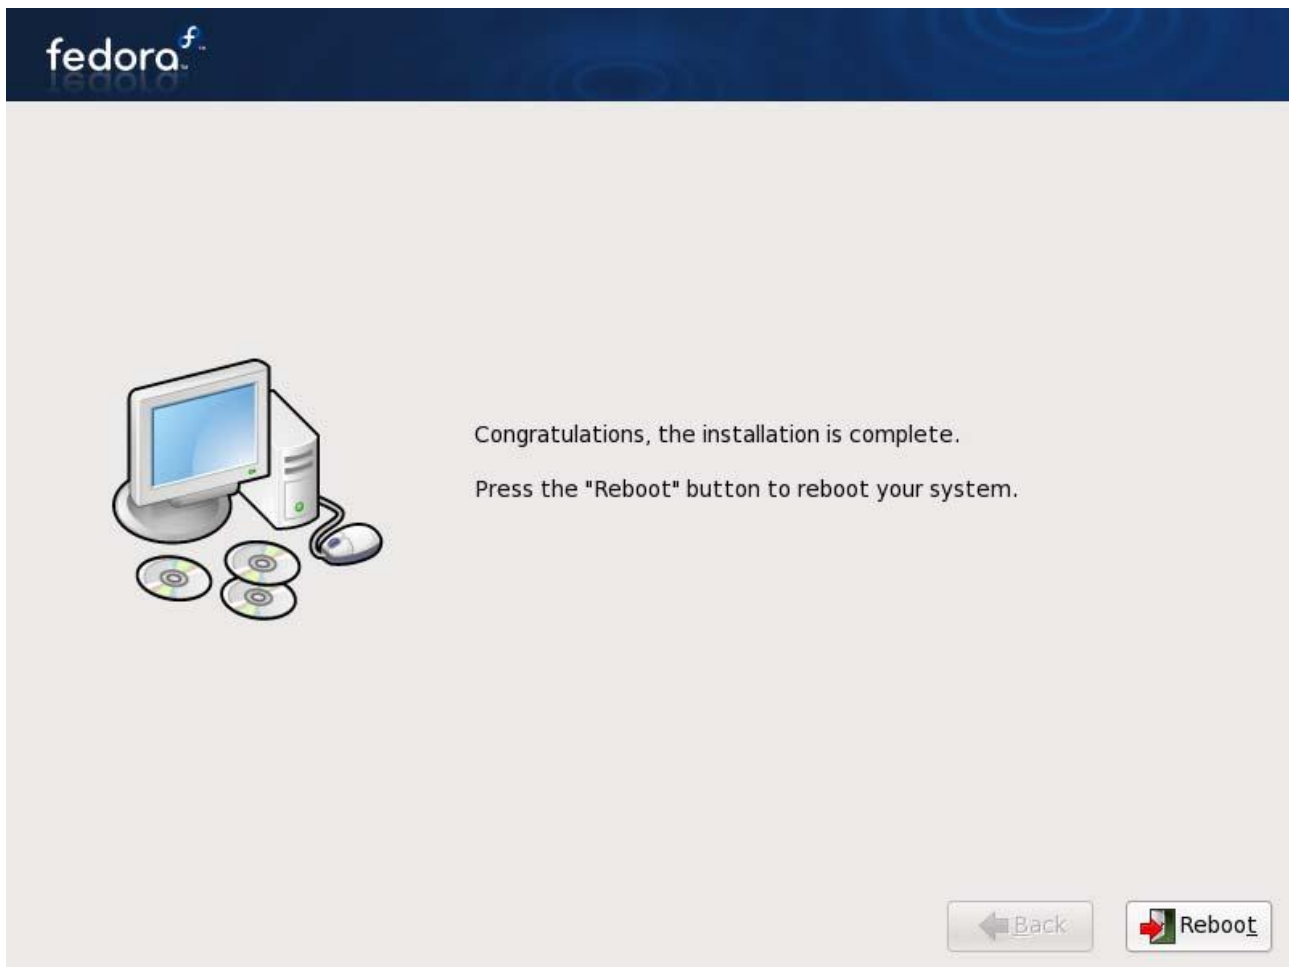 fedora
Congratulations, the installation is complete.
Press the "Reboot" button to reboot your system.
Back
Reboot